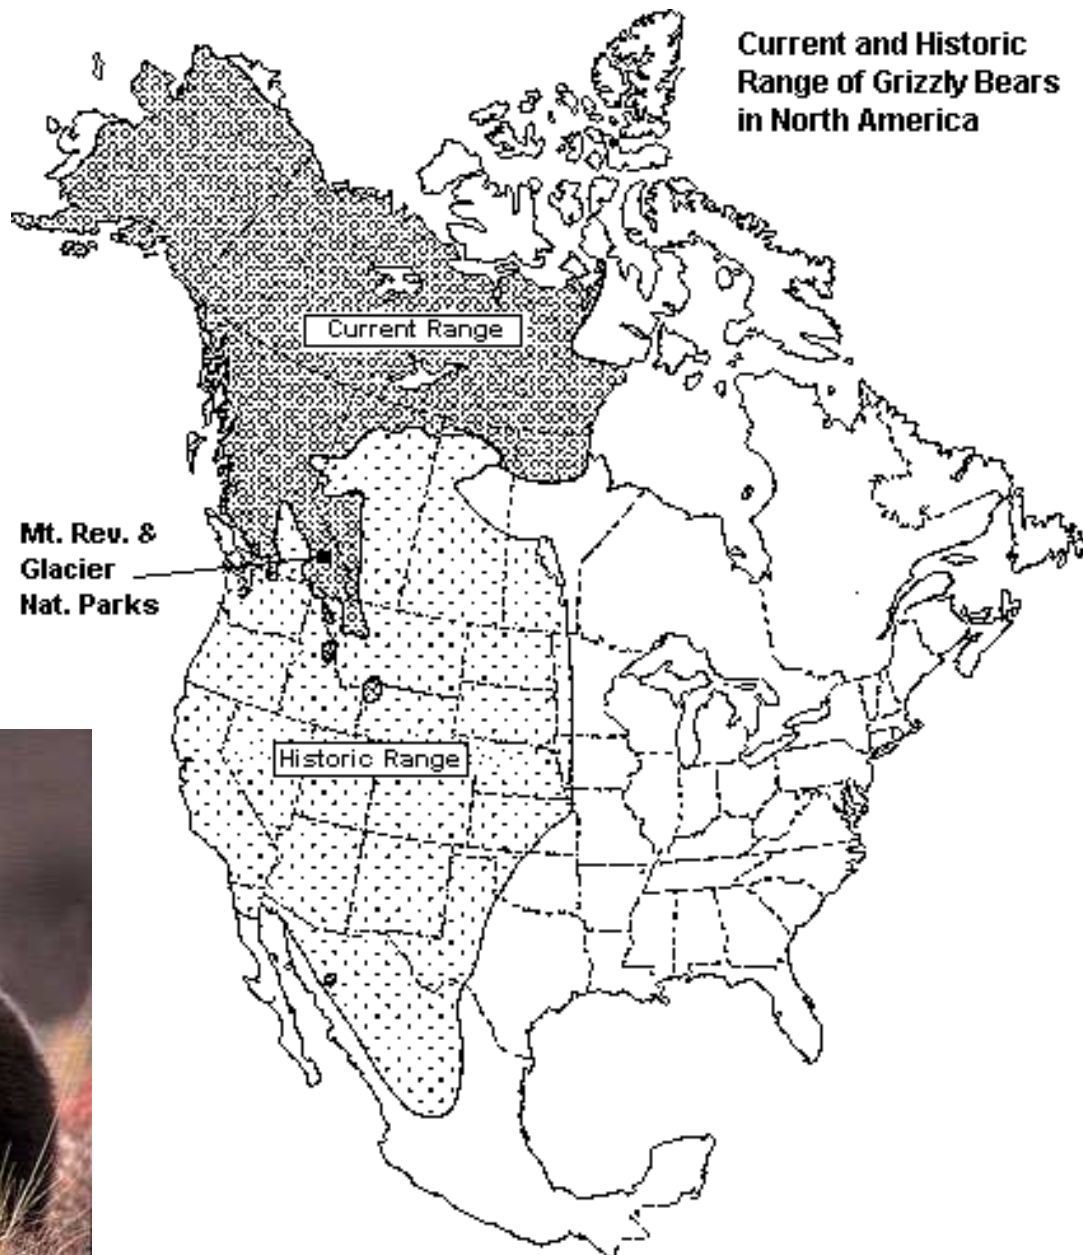 Current and Historic
Range of Grizzly Bears
in North America
Current Range
Mt. Rev. &
Glacier
Nat. Parks
Historic Range